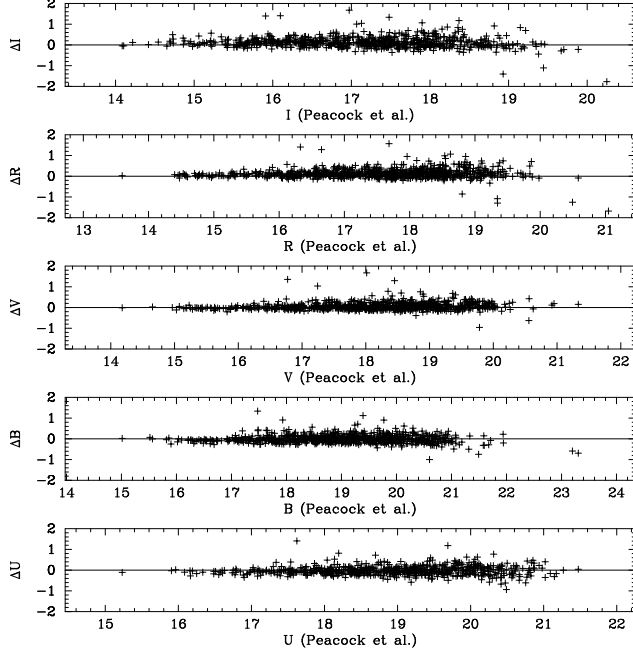 2
1
0
−1
−2
ΔI
14 15 16 17 18 19 20
I (Peacock et al.)
2
1
0
−1
−2
ΔR
13 14 15 16 17 18 19 20 21
R (Peacock et al.)
2
1
0
−1
−2
ΔV
14 15 16 17 18 19 20 21 22
V (Peacock et al.)
2
1
0
−1
−2
ΔB
14 15 16 17 18 19 20 21 22 23 24
B (Peacock et al.)
2
1
0
−1
−2
ΔU
15 16 17 18 19 20 21 22
U (Peacock et al.)